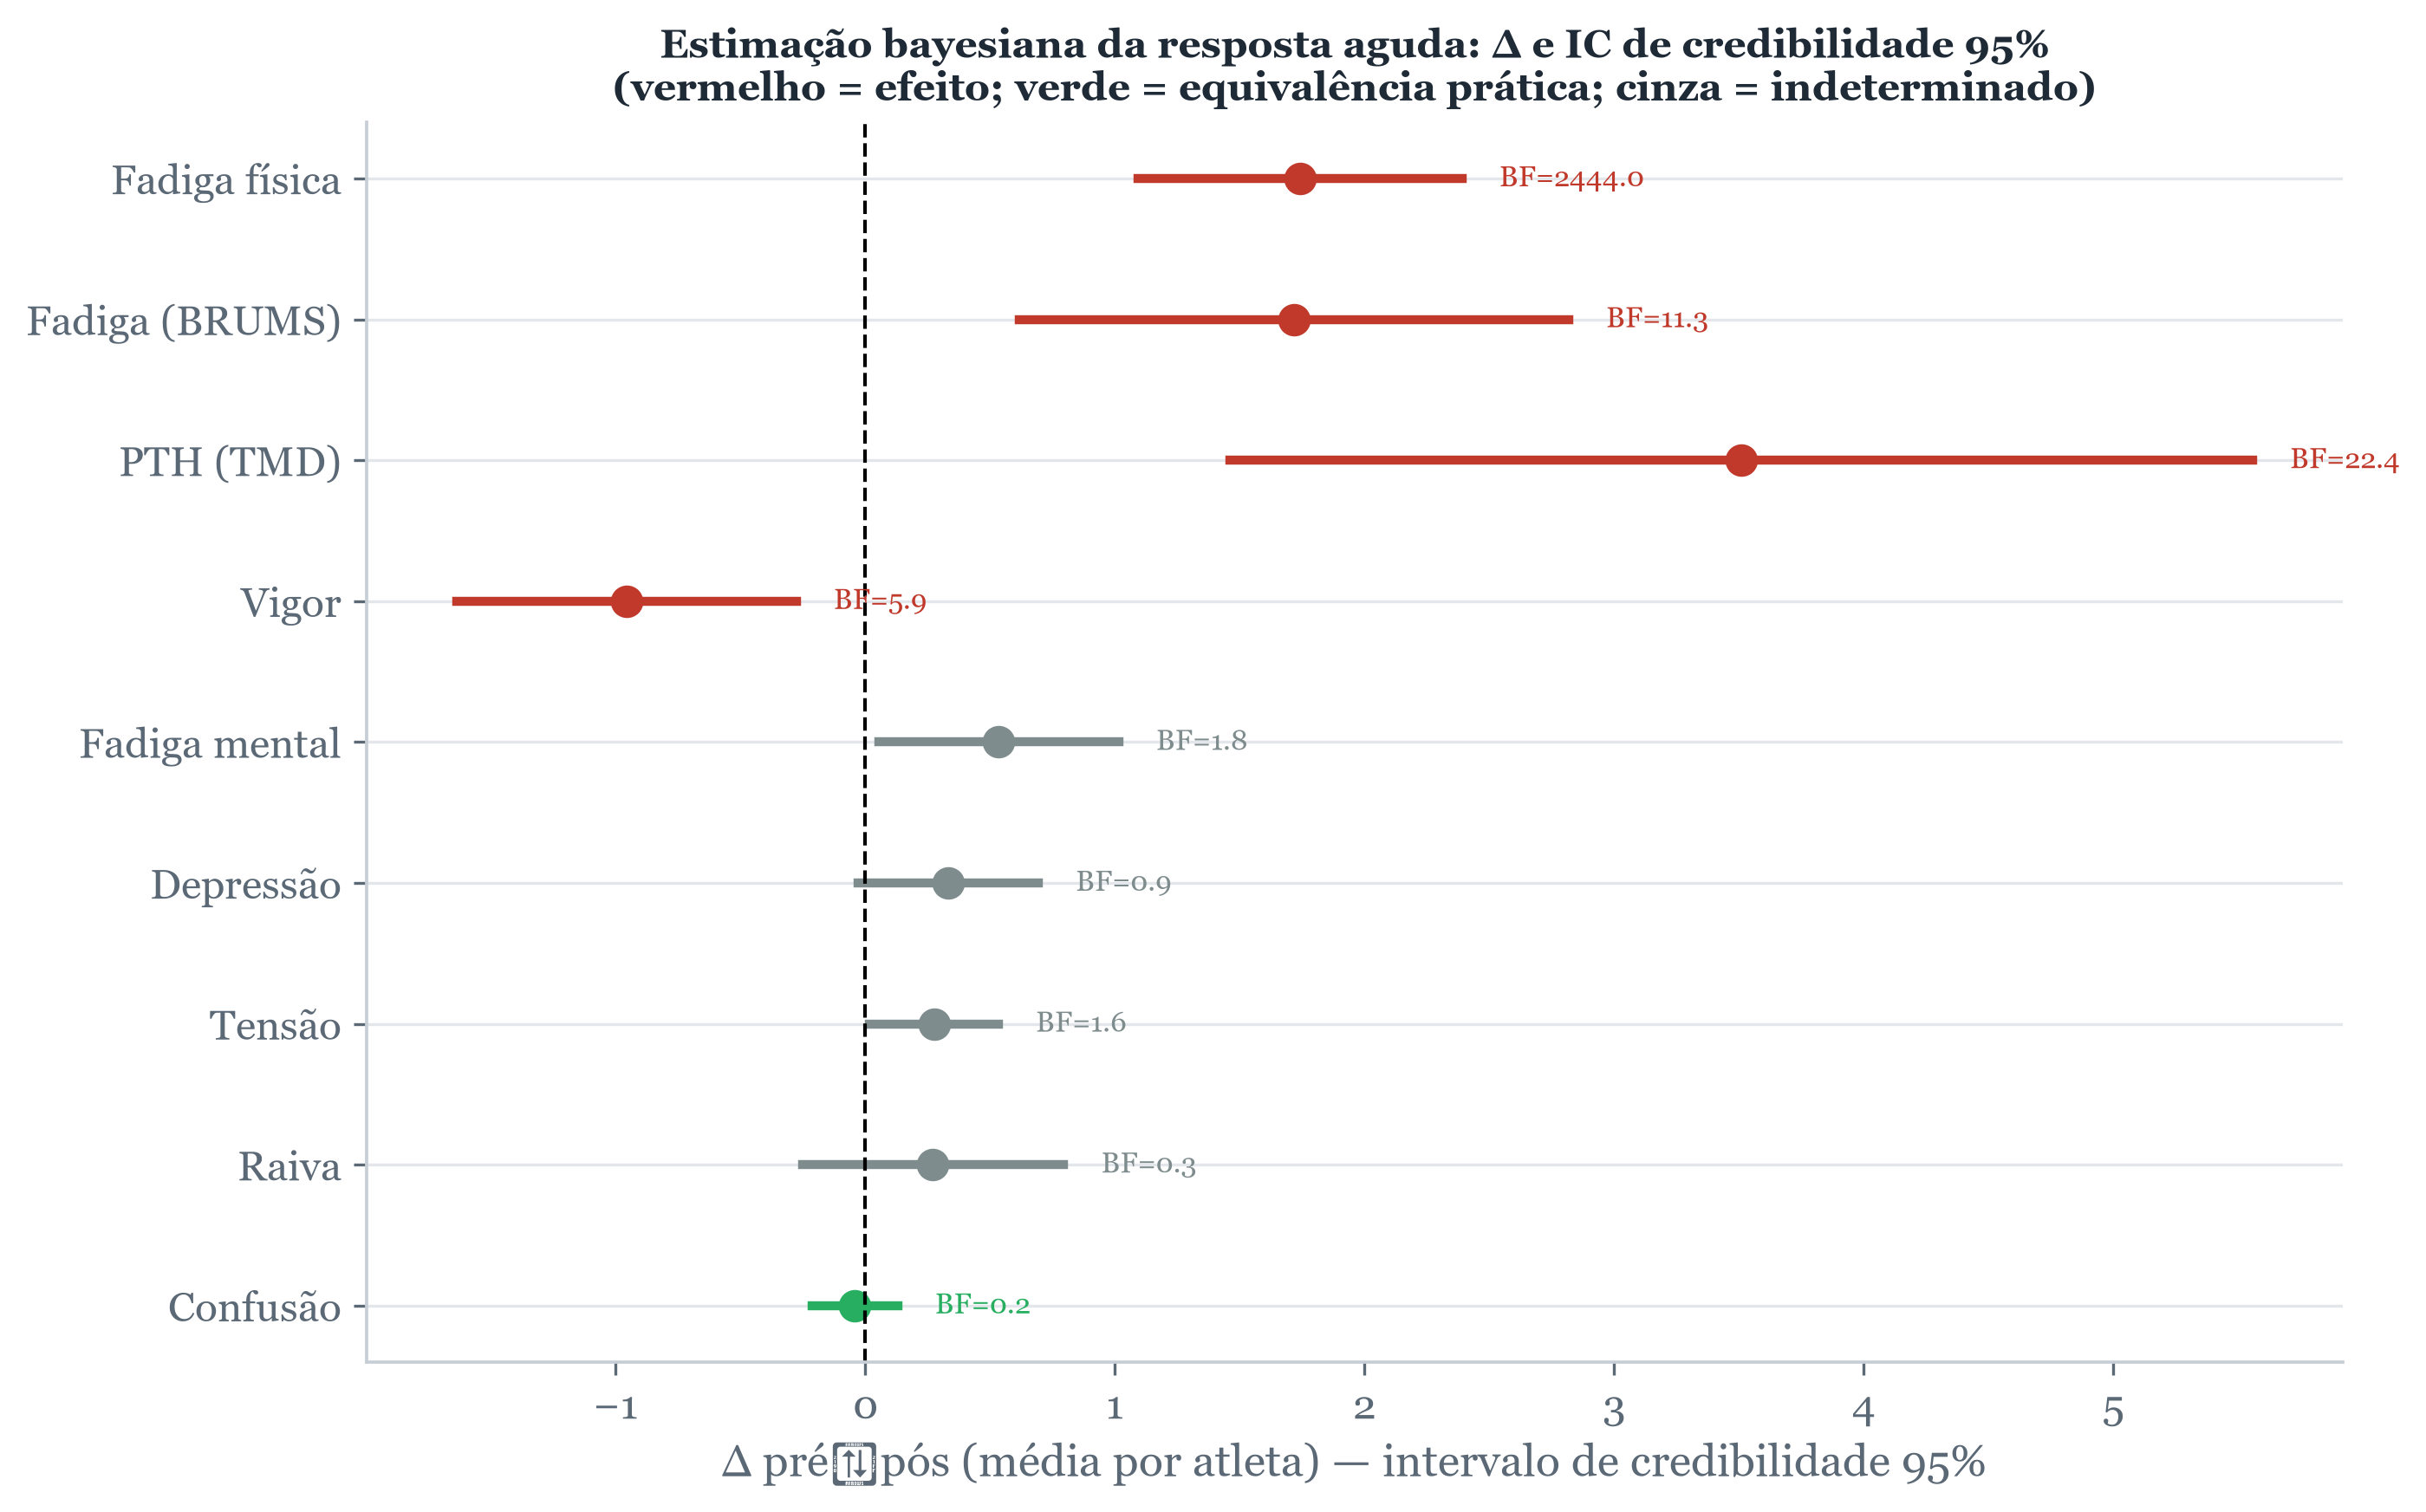 Estimação bayesiana da resposta aguda: Δ e IC de credibilidade 95%
(vermelho = efeito; verde = equivalência prática; cinza = indeterminado)
Fadiga física
BF=2444.0
Fadiga (BRUMS)
BF=11.3
PTH (TMD)
BF=22.4
Vigor
BF=5.9
Fadiga mental
BF=1.8
Depressão
BF=0.9
Tensão
BF=1.6
Raiva
BF=0.3
Confusão
BF=0.2
−1 0 1 2 3 4 5
Δ pré pós (média por atleta) — intervalo de credibilidade 95%